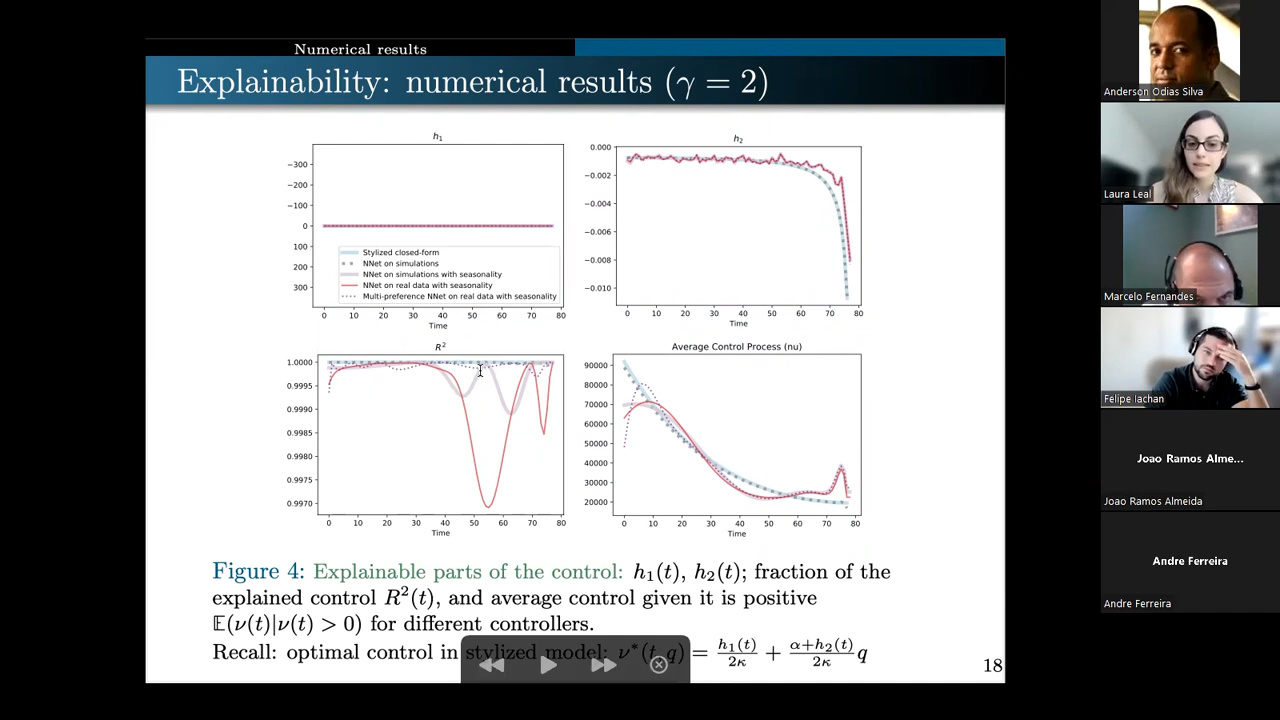 Numerical results
Explainability: numerical results (γ = 2)
h₁
−300
−200
−100
0
100
200
300
Stylized closed-form
NNet on simulations
NNet on simulations with seasonality
NNet on real data with seasonality
Multi-preference NNet on real data with seasonality
0 10 20 30 40 50 60 70 80
Time
h₂
0.000
−0.002
−0.004
−0.006
−0.008
−0.010
0 10 20 30 40 50 60 70 80
Time
R²
1.0000
0.9995
0.9990
0.9985
0.9980
0.9975
0.9970
0 10 20 30 40 50 60 70 80
Time
Average Control Process (nu)
90000
80000
70000
60000
50000
40000
30000
20000
0 10 20 30 40 50 60 70 80
Time
Figure 4: Explainable parts of the control: h₁(t), h₂(t); fraction of the
explained control R²(t), and average control given it is positive
𝔼(ν(t)|ν(t) > 0) for different controllers.
Recall: optimal control in stylized model: ν*(t, q) = h₁(t)/2κ + α+h₂(t)/2κ q
18
Anderson Odias Silva
Laura Leal
Marcelo Fernandes
Felipe Iachan
Joao Ramos Alme...
Joao Ramos Almeida
Andre Ferreira
Andre Ferreira